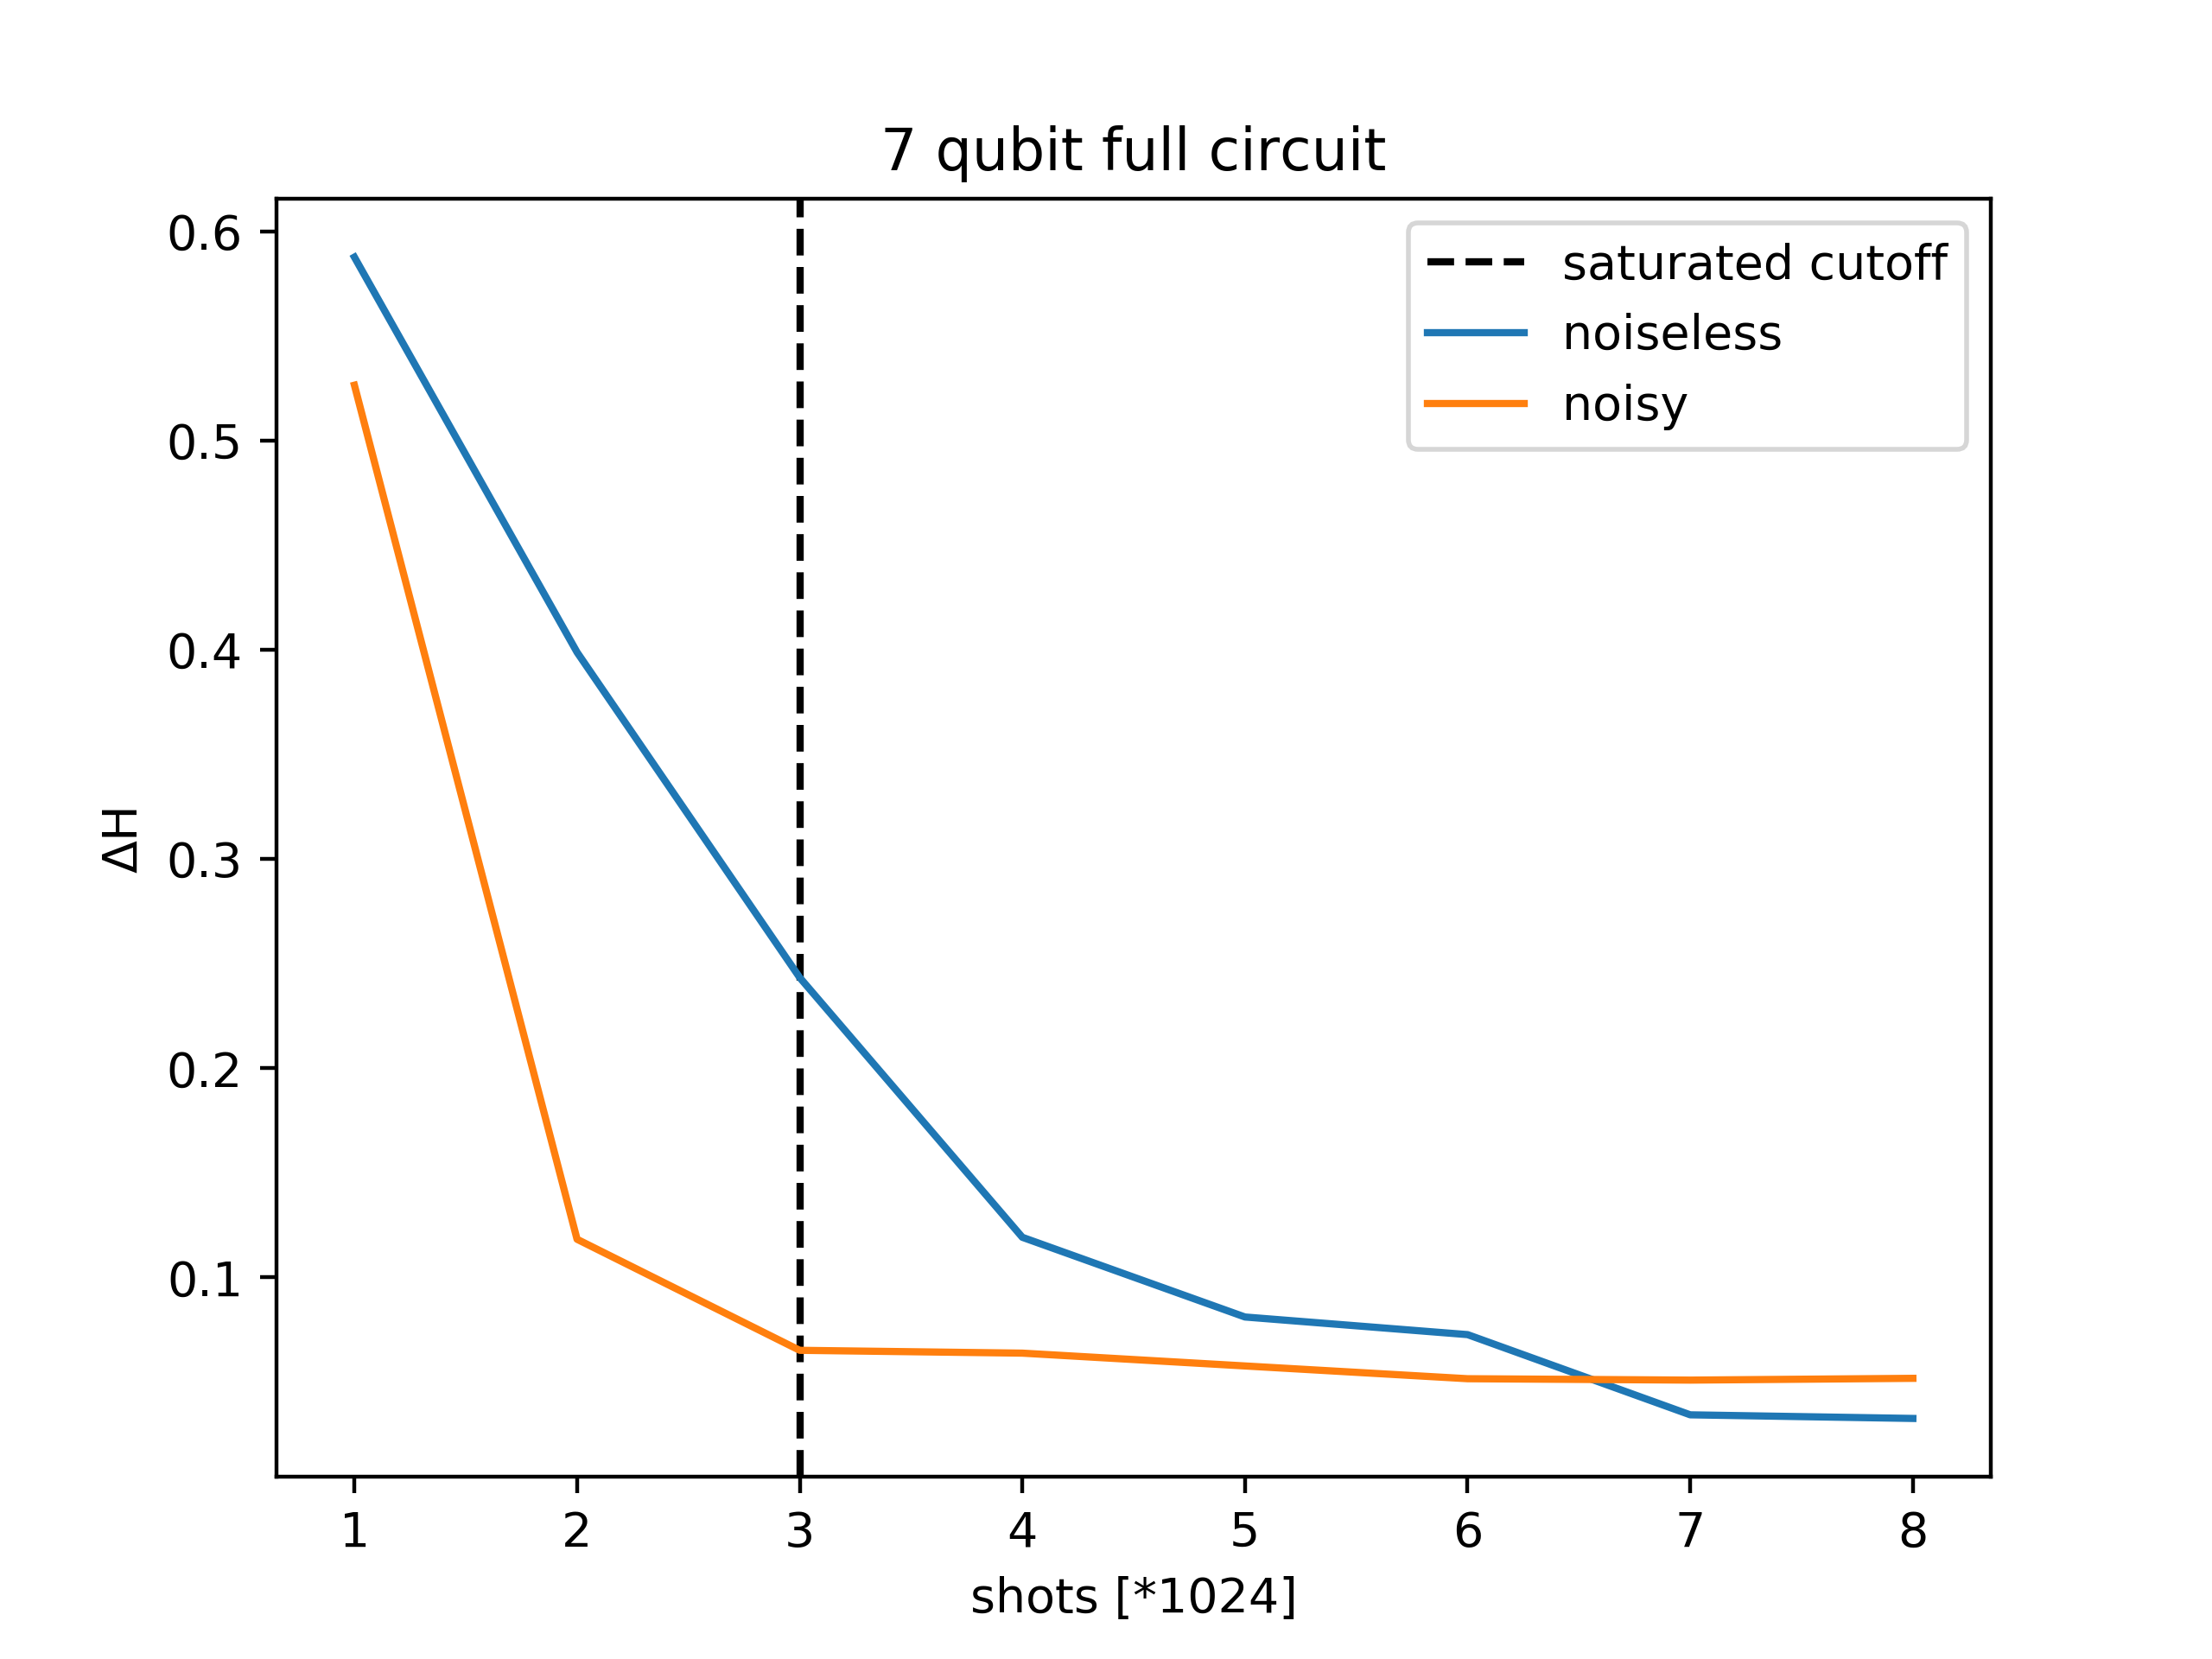 7 qubit full circuit
saturated cutoff
noiseless
noisy
0.6
0.5
0.4
0.3
0.2
0.1
ΔH
1 2 3 4 5 6 7 8
shots [*1024]